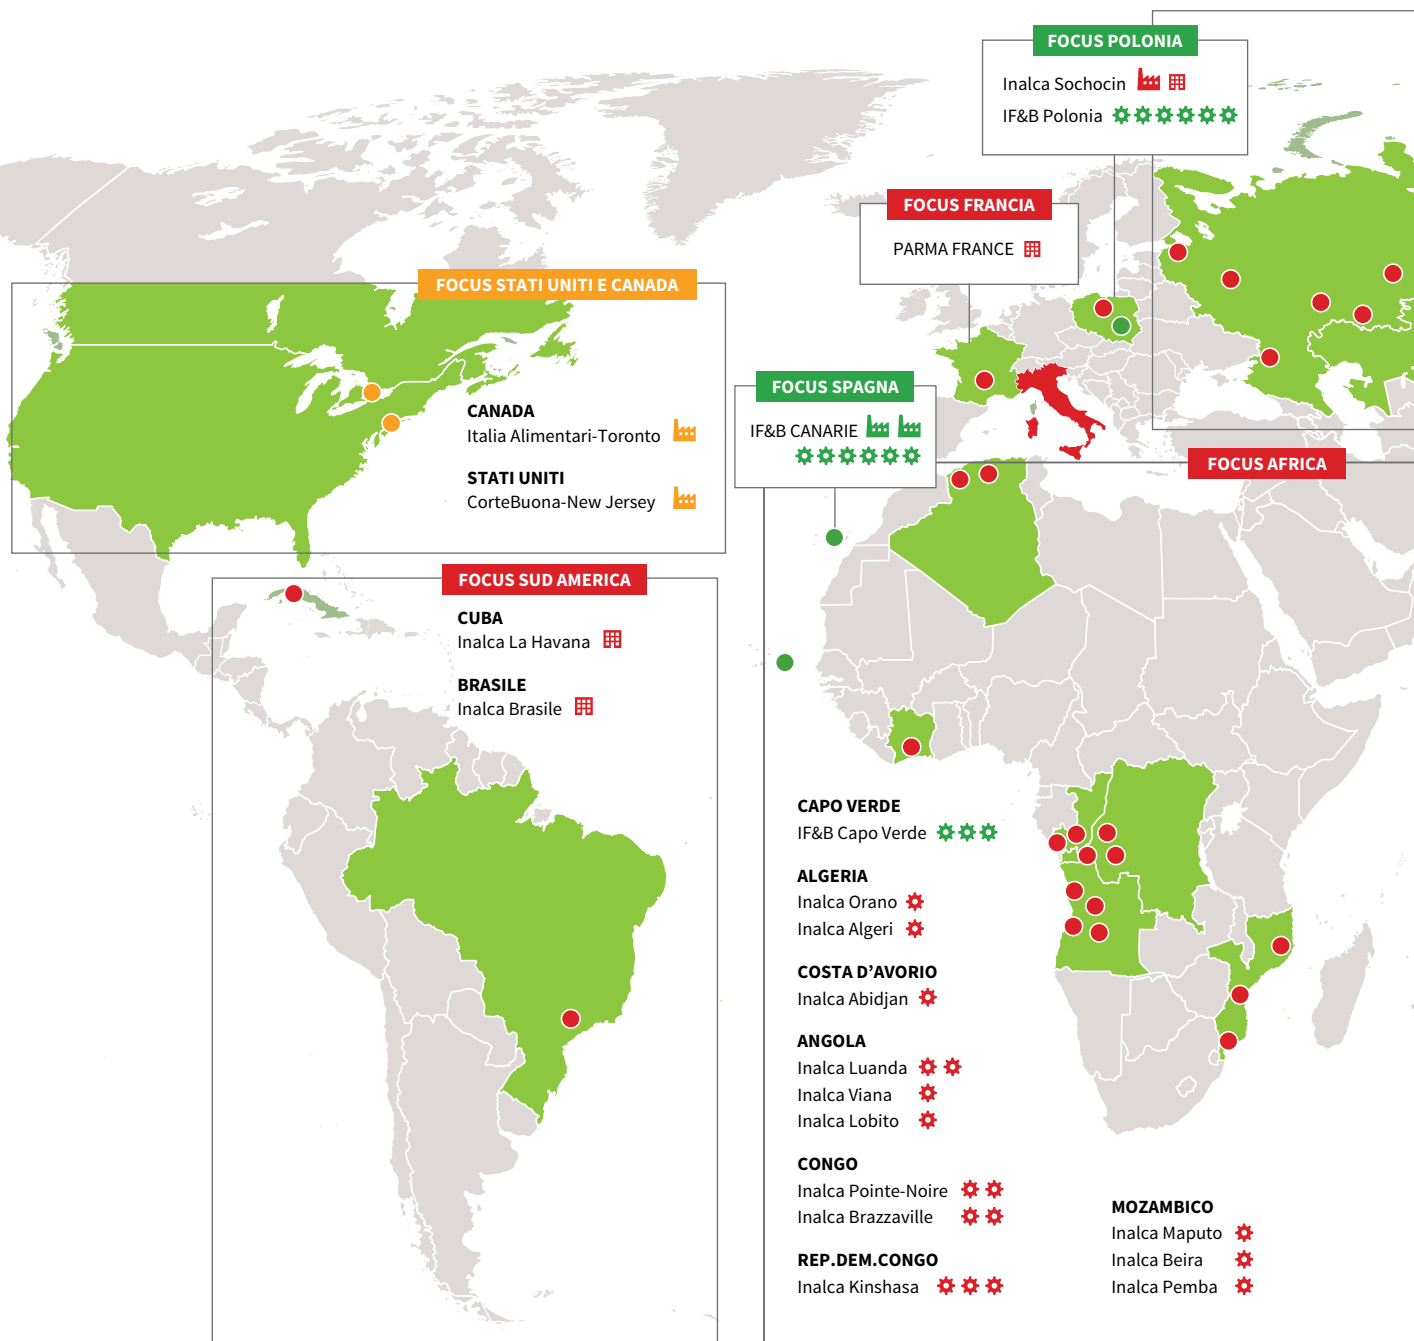 FOCUS POLONIA
Inalca Sochocin
IF&B Polonia
FOCUS FRANCIA
PARMA FRANCE
FOCUS STATI UNITI E CANADA
CANADA
Italia Alimentari-Toronto
STATI UNITI
CorteBuona-New Jersey
FOCUS SPAGNA
IF&B CANARIE
FOCUS SUD AMERICA
CUBA
Inalca La Havana
BRASILE
Inalca Brasile
FOCUS AFRICA
CAPO VERDE
IF&B Capo Verde
ALGERIA
Inalca Orano
Inalca Algeri
COSTA D’AVORIO
Inalca Abidjan
ANGOLA
Inalca Luanda
Inalca Viana
Inalca Lobito
CONGO
Inalca Pointe-Noire
Inalca Brazzaville
REP.DEM.CONGO
Inalca Kinshasa
MOZAMBICO
Inalca Maputo
Inalca Beira
Inalca Pemba